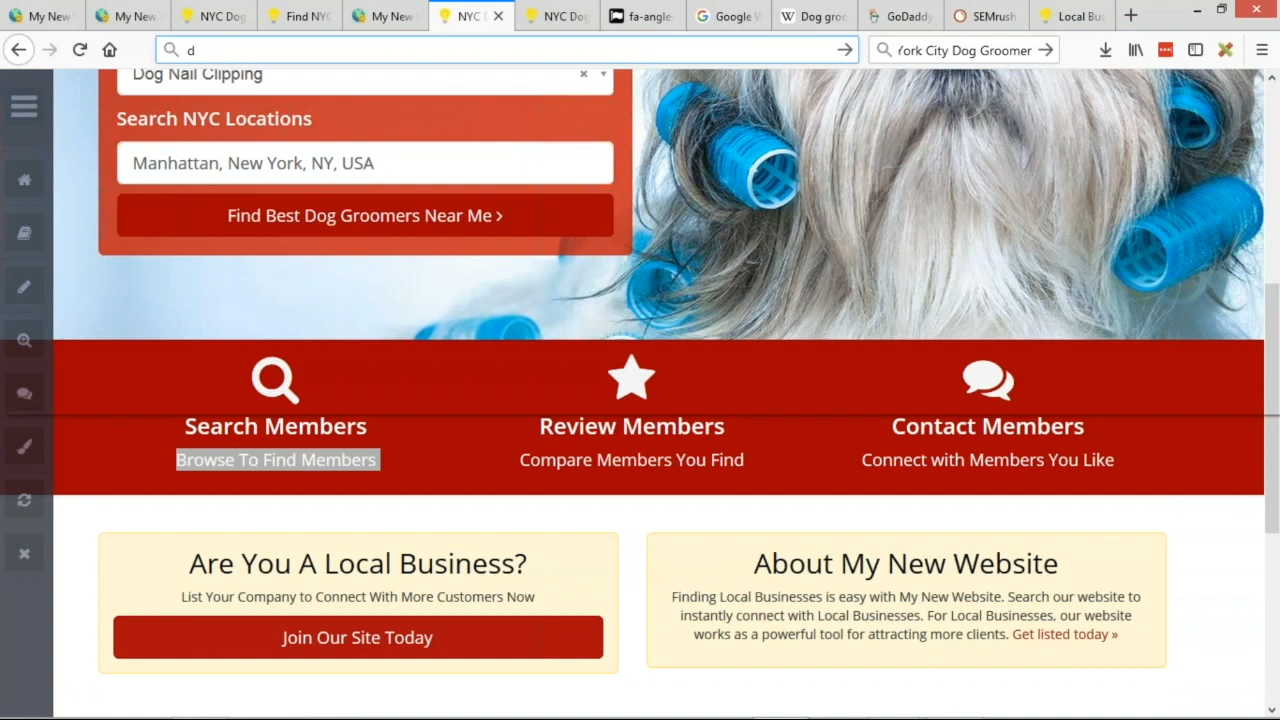 My New
My New
NYC Dog
Find NYC
My New
NYC D
NYC Dog
fa-angle-
Google W
Dog groo
GoDaddy
SEMrush
Local Bus
d
York City Dog Groomer
Dog Nail Clipping
Search NYC Locations
Manhattan, New York, NY, USA
Find Best Dog Groomers Near Me >
Search Members
Browse To Find Members
Review Members
Compare Members You Find
Contact Members
Connect with Members You Like
Are You A Local Business?
List Your Company to Connect With More Customers Now
Join Our Site Today
About My New Website
Finding Local Businesses is easy with My New Website. Search our website to
instantly connect with Local Businesses. For Local Businesses, our website
works as a powerful tool for attracting more clients. Get listed today »